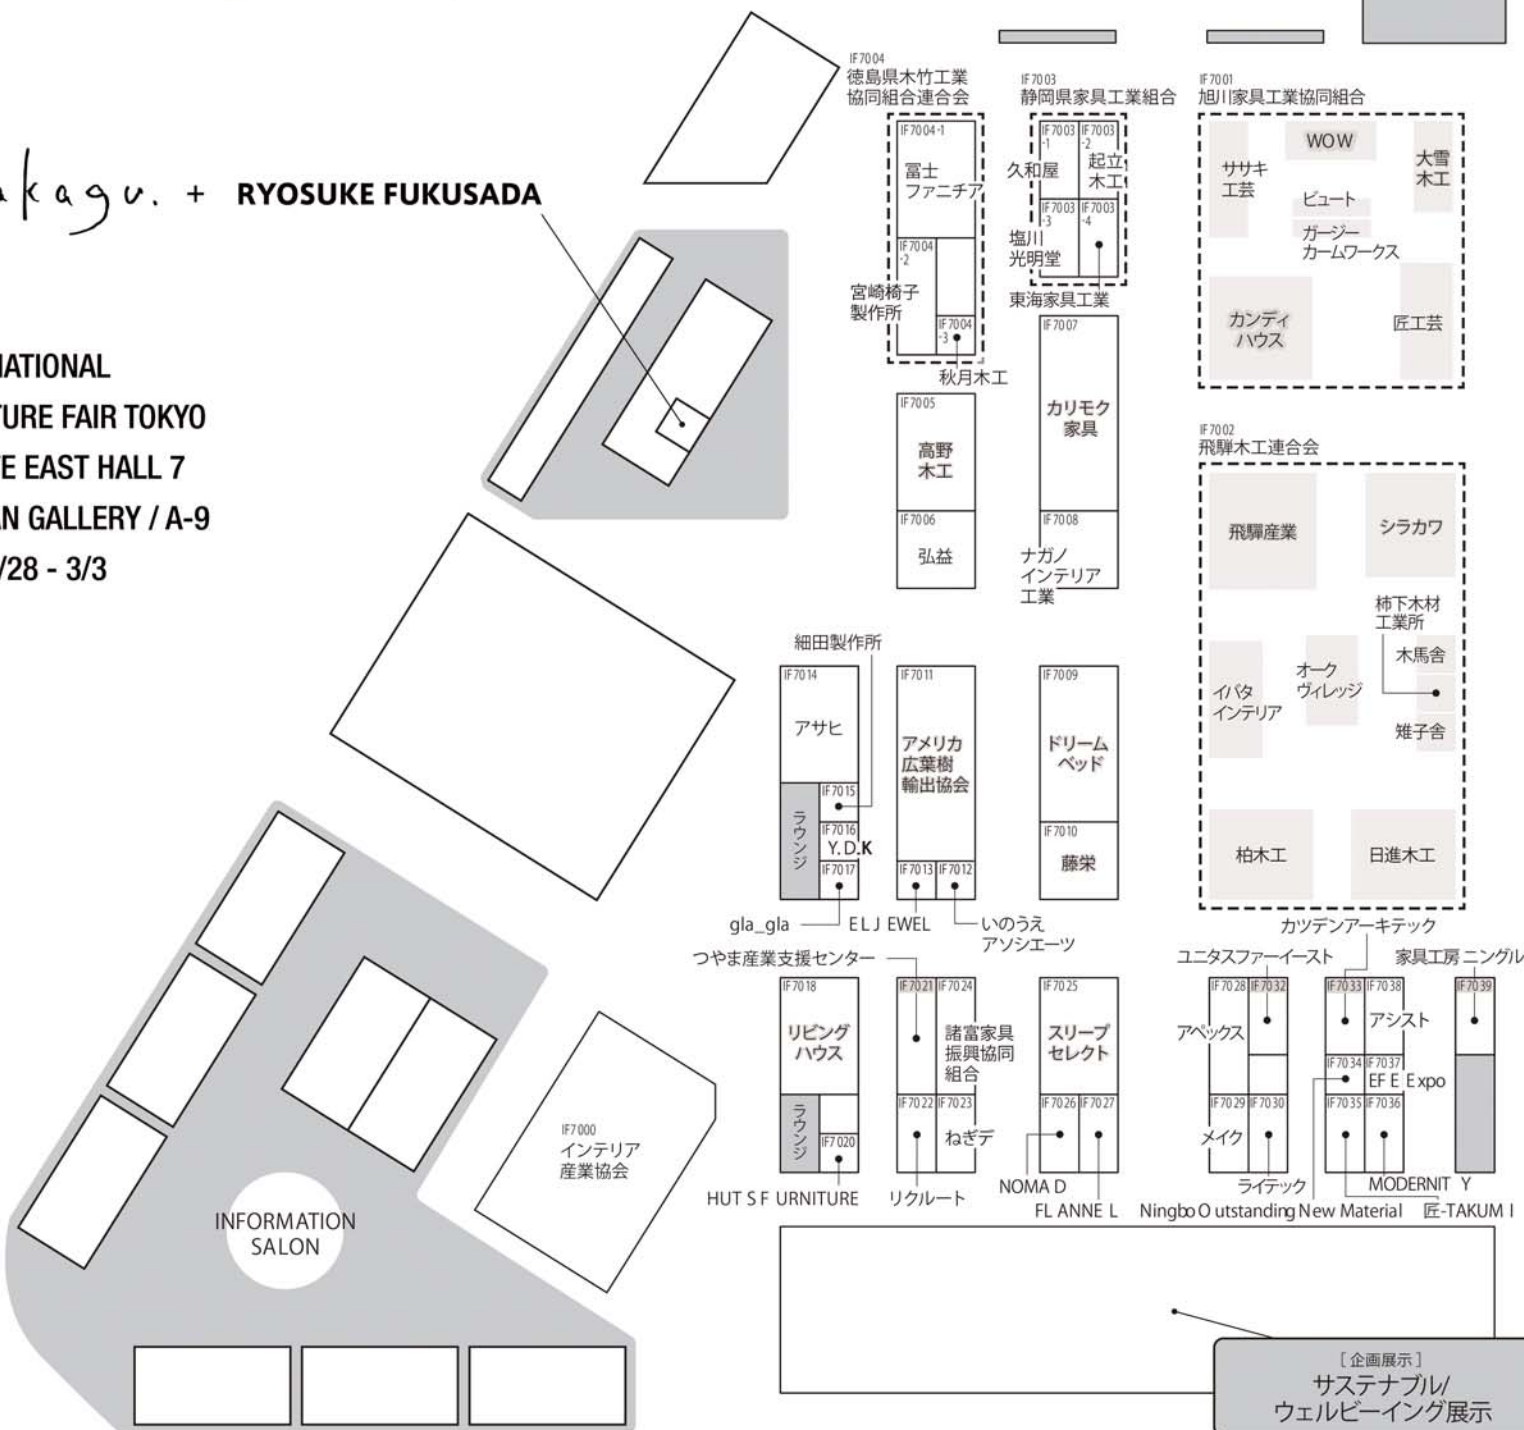 kagu. + RYOSUKE FUKUSADA
NATIONAL
TURE FAIR TOKYO
E EAST HALL 7
AN GALLERY / A-9
/28 - 3/3
IF7004
徳島県木竹工業
協同組合連合会
IF7004-1
冨士
ファニチア
IF7004
-2
宮崎椅子
製作所
IF7004
-3
秋月木工
IF7003
静岡県家具工業組合
IF7003
-1
久和屋
IF7003
-2
起立
木工
IF7003
-3
塩川
光明堂
IF7003
-4
東海家具工業
IF7001
旭川家具工業協同組合
ササキ
工芸
WOW
大雪
木工
ビュート
ガージー
カームワークス
カンディ
ハウス
匠工芸
IF7005
高野
木工
IF7006
弘益
IF7007
カリモク
家具
IF7008
ナガノ
インテリア
工業
IF7002
飛騨木工連合会
飛驒産業
シラカワ
柿下木材
工業所
木馬舎
オーク
ヴィレッジ
イバタ
インテリア
雉子舎
柏木工
日進木工
細田製作所
IF7014
アサヒ
IF7015
ラウンジ
IF7016
Y.D.K
IF7017
gla_gla
IF7011
アメリカ
広葉樹
輸出協会
IF7013
EL JEWEL
IF7012
いのうえ
アソシエーツ
IF7009
ドリーム
ベッド
IF7010
藤栄
つやま産業支援センター
IF7018
リビング
ハウス
ラウンジ
IF7020
HUTS FURNITURE
IF7021
IF7024
諸富家具
振興協同
組合
IF7022
リクルート
IF7023
ねぎデ
IF7025
スリープ
セレクト
IF7026
NOMAD
IF7027
FLANNEL
カツデンアーキテック
ユニタスファーイースト
家具工房 ニングル
IF7028
アペックス
IF7032
IF7029
メイク
IF7030
ライテック
IF7033
IF7038
アシスト
IF7034
IF7037
EFE Expo
IF7035
IF7036
MODERNITY
Ningbo Outstanding New Material
匠-TAKUMI
IF7039
IF7000
インテリア
産業協会
INFORMATION
SALON
[企画展示]
サステナブル/
ウェルビーイング展示